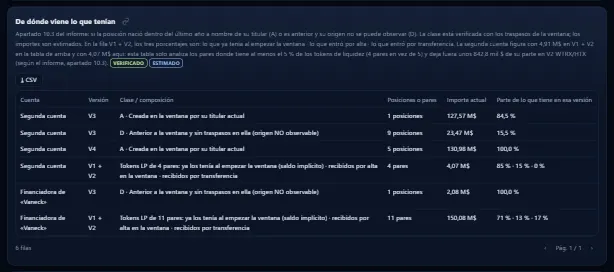 De dónde viene lo que tenían
Apartado 10.3 del informe: si la posición nació dentro del último año a nombre de su titular (A) o es anterior y su origen no se puede observar (D). La clase está verificada con los traspasos de la ventana; los
importes son estimados. En la fila V1 + V2, los tres porcentajes son: lo que ya tenía al empezar la ventana · lo que entró por alta · lo que entró por transferencia. La segunda cuenta figura con 4,91 M$ en V1 + V2
en la tabla de arriba y con 4,07 M$ aquí: esta tabla solo analiza los pares donde tiene al menos el 5 % de los tokens de liquidez (4 pares en vez de 5) y deja fuera unos 842,8 mil $ de su parte en V2 WTRX/HTX
(según el informe, apartado 10.3). VERIFICADO ESTIMADO
CSV
Cuenta Versión Clase / composición Posiciones o pares Importe actual Parte de lo que tiene en esa versión
Segunda cuenta V3 A · Creada en la ventana por su titular actual 1 posiciones 127,57 M$ 84,5 %
Segunda cuenta V3 D · Anterior a la ventana y sin traspasos en ella (origen NO observable) 9 posiciones 23,47 M$ 15,5 %
Segunda cuenta V4 A · Creada en la ventana por su titular actual 5 posiciones 130,98 M$ 100,0 %
Segunda cuenta V1 + V2 Tokens LP de 4 pares: ya los tenía al empezar la ventana (saldo implícito) · recibidos por alta en la ventana · recibidos por transferencia 4 pares 4,07 M$ 85 % · 15 % · 0 %
Financiadora de «Vaneck» V3 D · Anterior a la ventana y sin traspasos en ella (origen NO observable) 1 posiciones 2,08 M$ 100,0 %
Financiadora de «Vaneck» V1 + V2 Tokens LP de 11 pares: ya los tenía al empezar la ventana (saldo implícito) · recibidos por alta en la ventana · recibidos por transferencia 11 pares 150,08 M$ 71 % · 13 % · 17 %
6 filas Pág. 1 / 1